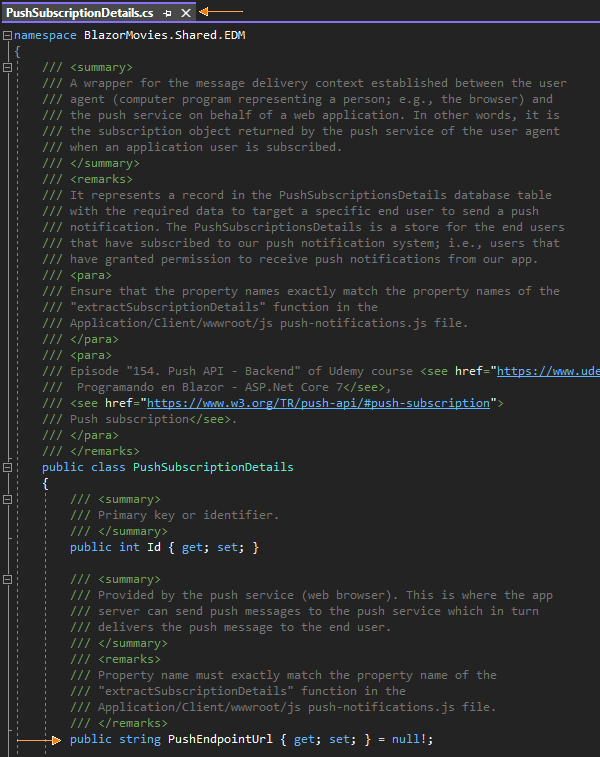 PushSubscriptionDetails.cs
namespace BlazorMovies.Shared.EDM
{
/// <summary>
/// A wrapper for the message delivery context established between the user
/// agent (computer program representing a person; e.g., the browser) and
/// the push service on behalf of a web application. In other words, it is
/// the subscription object returned by the push service of the user agent
/// when an application user is subscribed.
/// </summary>
/// <remarks>
/// It represents a record in the PushSubscriptionsDetails database table
/// with the required data to target a specific end user to send a push
/// notification. The PushSubscriptionsDetails is a store for the end users
/// that have subscribed to our push notification system; i.e., users that
/// have granted permission to receive push notifications from our app.
/// <para>
/// Ensure that the property names exactly match the property names of the
/// "extractSubscriptionDetails" function in the
/// Application/Client/wwwroot/js push-notifications.js file.
/// </para>
/// <para>
/// Episode "154. Push API - Backend" of Udemy course <see href="https://www.ude
///  Programando en Blazor - ASP.Net Core 7</see>,
/// <see href="https://www.w3.org/TR/push-api/#push-subscription">
/// Push subscription</see>.
/// </para>
/// </remarks>
public class PushSubscriptionDetails
{
/// <summary>
/// Primary key or identifier.
/// </summary>
public int Id { get; set; }
/// <summary>
/// Provided by the push service (web browser). This is where the app
/// server can send push messages to the push service which in turn
/// delivers the push message to the end user.
/// </summary>
/// <remarks>
/// Property name must exactly match the property name of the
/// "extractSubscriptionDetails" function in the
/// Application/Client/wwwroot/js push-notifications.js file.
/// </remarks>
public string PushEndpointUrl { get; set; } = null!;